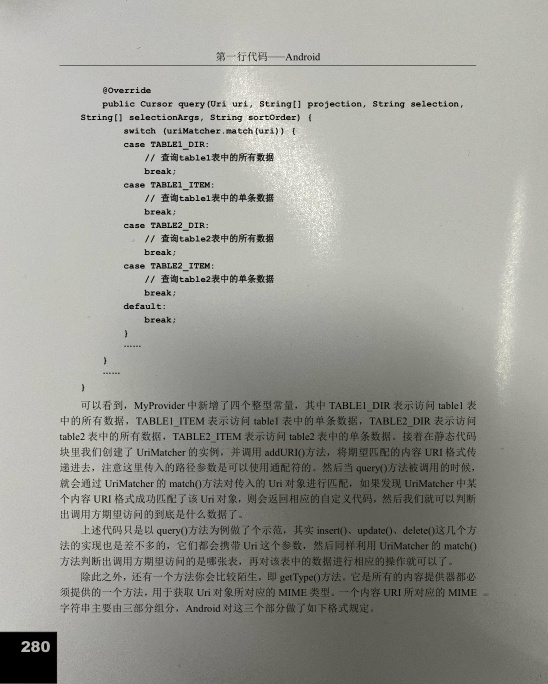 第一行代码——Android
@Override
public Cursor query(Uri uri, String[] projection, String selection,
String[] selectionArgs, String sortOrder) {
switch (uriMatcher.match(uri)) {
case TABLE1_DIR:
// 查询table1表中的所有数据
break;
case TABLE1_ITEM:
// 查询table1表中的单条数据
break;
case TABLE2_DIR:
// 查询table2表中的所有数据
break;
case TABLE2_ITEM:
// 查询table2表中的单条数据
break;
default:
break;
}
……
}
……
}
可以看到，MyProvider 中新增了四个整型常量，其中 TABLE1_DIR 表示访问 table1 表
中的所有数据，TABLE1_ITEM 表示访问 table1 表中的单条数据，TABLE2_DIR 表示访问
table2 表中的所有数据，TABLE2_ITEM 表示访问 table2 表中的单条数据。接着在静态代码
块里我们创建了 UriMatcher 的实例，并调用 addURI()方法，将期望匹配的内容 URI 格式传
递进去，注意这里传入的路径参数是可以使用通配符的。然后当 query()方法被调用的时候，
就会通过 UriMatcher 的 match()方法对传入的 Uri 对象进行匹配，如果发现 UriMatcher 中某
个内容 URI 格式成功匹配了该 Uri 对象，则会返回相应的自定义代码，然后我们就可以判断
出调用方期望访问的到底是什么数据了。
上述代码只是以 query()方法为例做了个示范，其实 insert()、update()、delete()这几个方
法的实现也是差不多的，它们都会携带 Uri 这个参数，然后同样利用 UriMatcher 的 match()
方法判断出调用方期望访问的是哪张表，再对该表中的数据进行相应的操作就可以了。
除此之外，还有一个方法你会比较陌生，即 getType()方法。它是所有的内容提供器都必
须提供的一个方法，用于获取 Uri 对象所对应的 MIME 类型。一个内容 URI 所对应的 MIME
字符串主要由三部分组分，Android 对这三个部分做了如下格式规定。
280